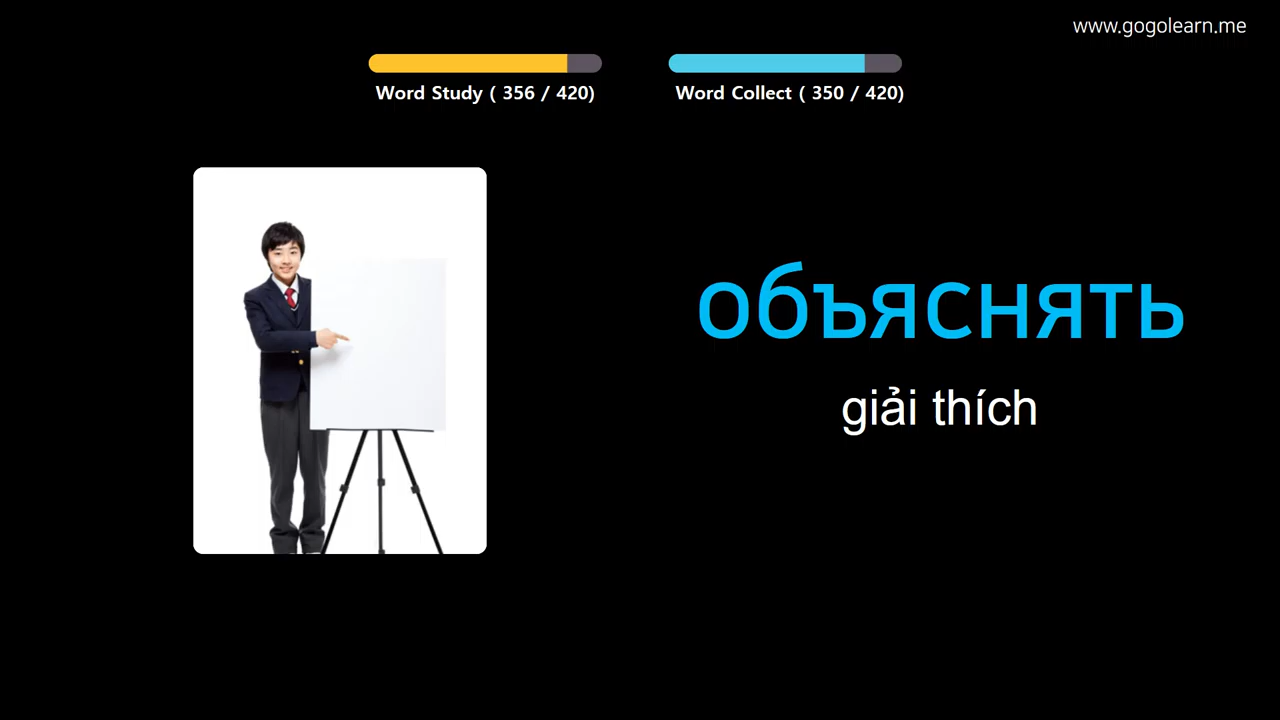 www.gogolearn.me
Word Study ( 356 / 420)
Word Collect ( 350 / 420)
объяснять
giải thích